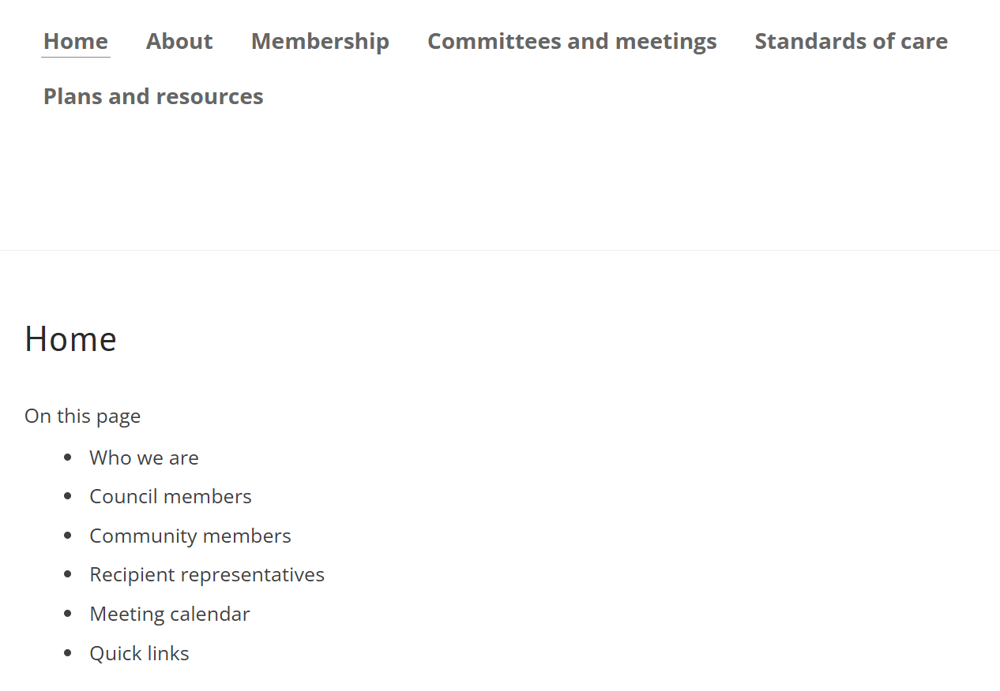 Home About Membership Committees and meetings Standards of care
Plans and resources
Home
On this page
Who we are
Council members
Community members
Recipient representatives
Meeting calendar
Quick links